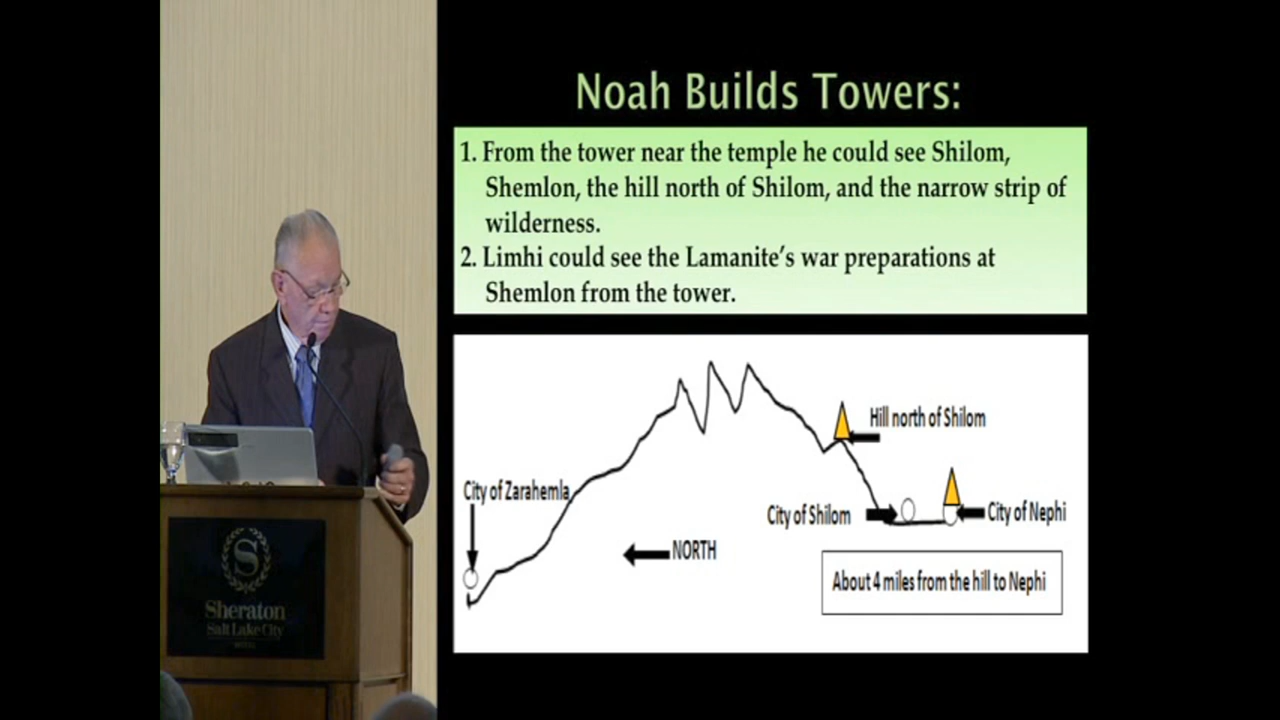 Noah Builds Towers:
1. From the tower near the temple he could see Shilom,
Shemlon, the hill north of Shilom, and the narrow strip of
wilderness.
2. Limhi could see the Lamanite's war preparations at
Shemlon from the tower.
Hill north of Shilom
City of Zarahemla
City of Shilom
City of Nephi
NORTH
About 4 miles from the hill to Nephi
S
Sheraton
Salt Lake City
HOTEL